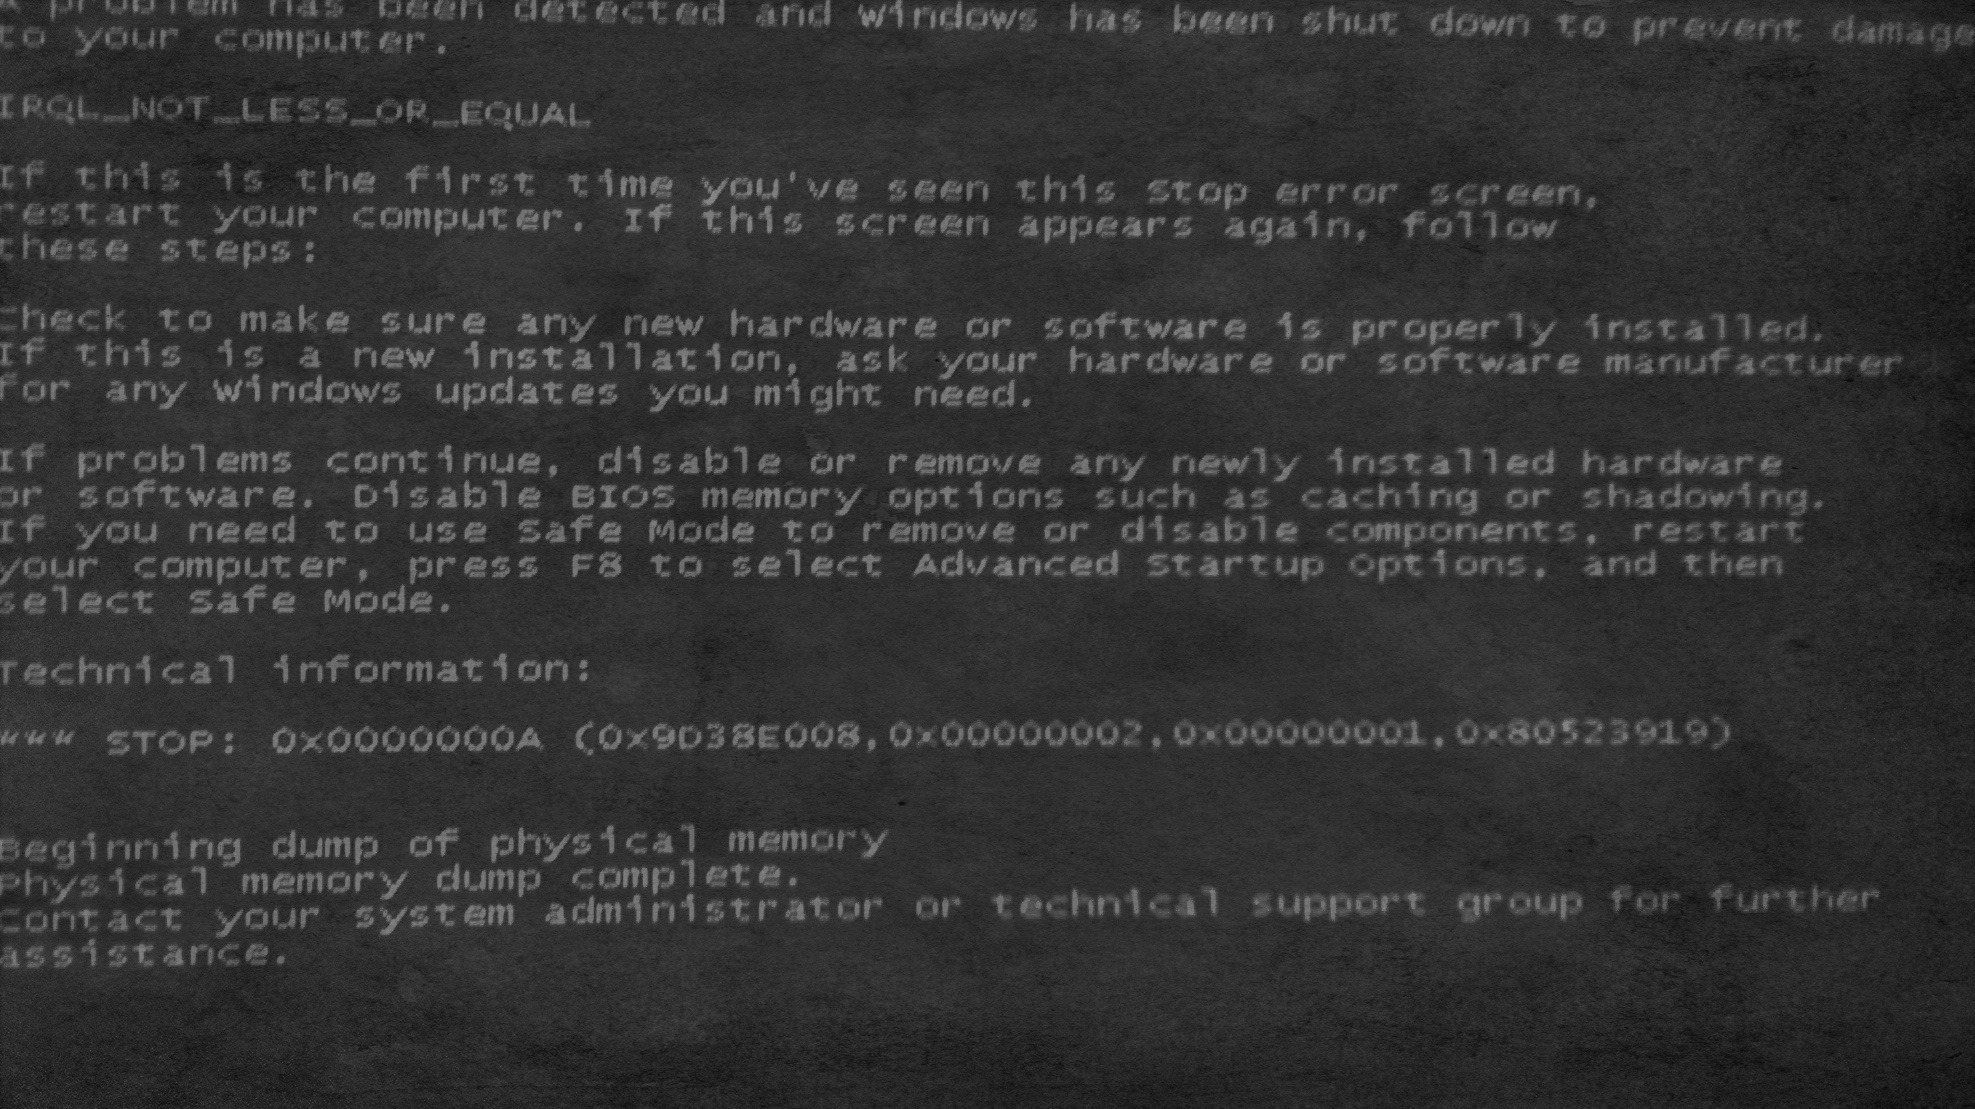 A problem has been detected and windows has been shut down to prevent damage
to your computer.
IRQL_NOT_LESS_OR_EQUAL
If this is the first time you've seen this Stop error screen,
restart your computer. If this screen appears again, follow
these steps:
Check to make sure any new hardware or software is properly installed.
If this is a new installation, ask your hardware or software manufacturer
for any windows updates you might need.
If problems continue, disable or remove any newly installed hardware
or software. Disable BIOS memory options such as caching or shadowing.
If you need to use Safe Mode to remove or disable components, restart
your computer, press F8 to select Advanced Startup Options, and then
select Safe Mode.
Technical information:
*** STOP: 0x0000000A (0x9D38E008,0x00000002,0x00000001,0x80523919)
Beginning dump of physical memory
Physical memory dump complete.
Contact your system administrator or technical support group for further
assistance.